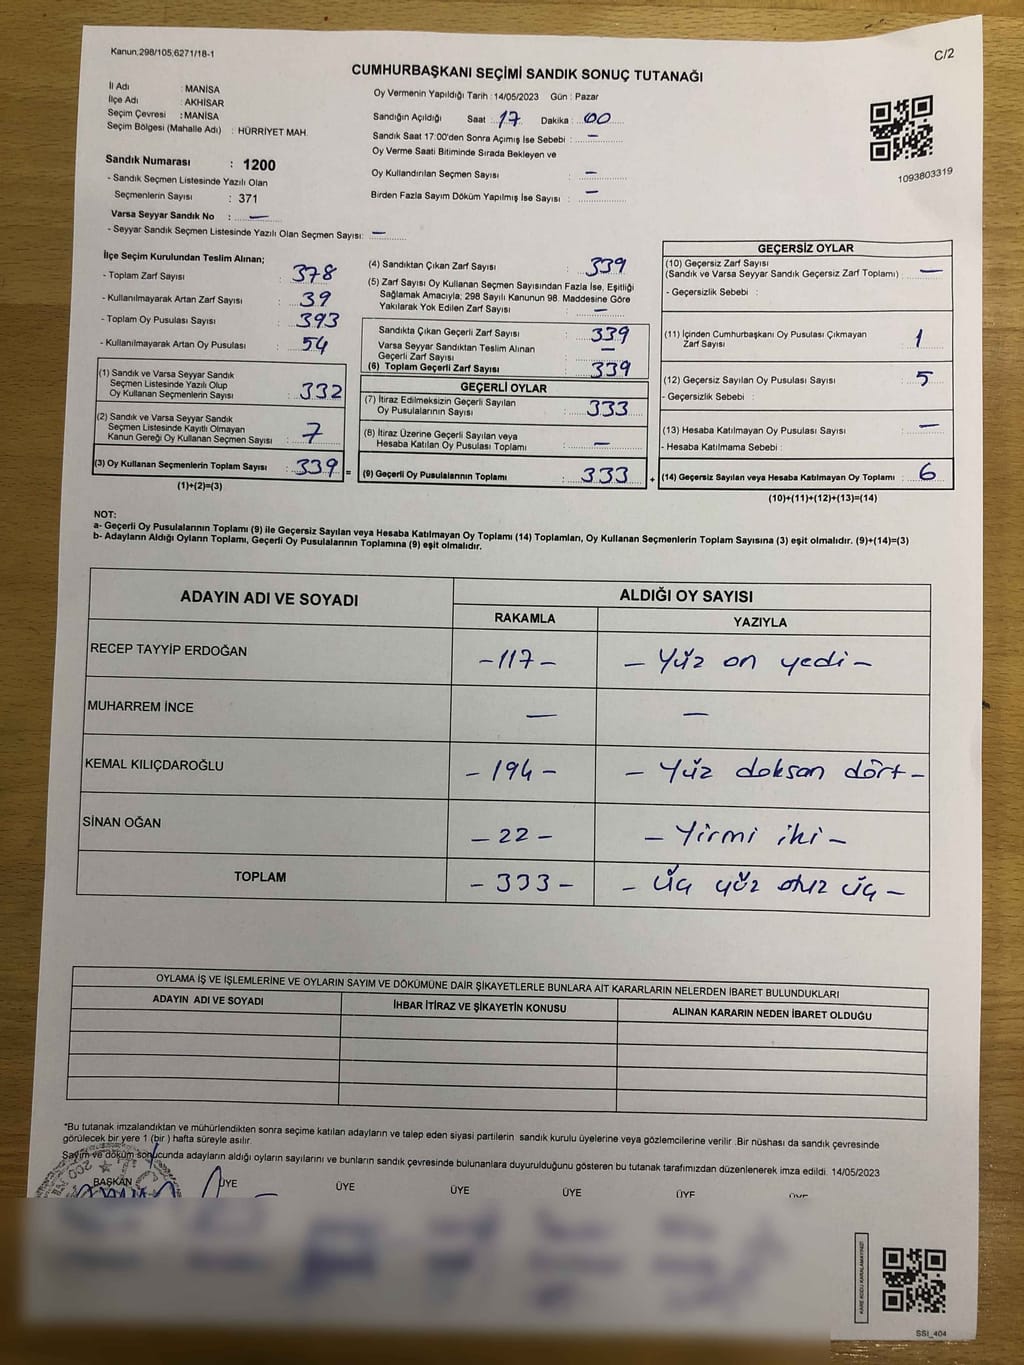 Kanun,298/105,6271/18-1
C/2
CUMHURBAŞKANI SEÇİMİ SANDIK SONUÇ TUTANAĞI
İl Adı : MANİSA
İlçe Adı : AKHİSAR
Seçim Çevresi : MANİSA
Seçim Bölgesi (Mahalle Adı) : HÜRRİYET MAH.
Oy Vermenin Yapıldığı Tarih : 14/05/2023 Gün : Pazar
Sandığın Açıldığı Saat : 17 Dakika : 00
Sandık Saat 17:00'den Sonra Açımış İse Sebebi : —
Oy Verme Saati Bitiminde Sırada Bekleyen ve
Oy Kullandırılan Seçmen Sayısı : —
Birden Fazla Sayım Döküm Yapılmış İse Sayısı : —
1093803319
Sandık Numarası : 1200
- Sandık Seçmen Listesinde Yazılı Olan
Seçmenlerin Sayısı : 371
Varsa Seyyar Sandık No : —
- Seyyar Sandık Seçmen Listesinde Yazılı Olan Seçmen Sayısı: —
İlçe Seçim Kurulundan Teslim Alınan;
- Toplam Zarf Sayısı : 378
- Kullanılmayarak Artan Zarf Sayısı : 39
- Toplam Oy Pusulası Sayısı : 393
- Kullanılmayarak Artan Oy Pusulası : 54
(1) Sandık ve Varsa Seyyar Sandık
Seçmen Listesinde Yazılı Olup
Oy Kullanan Seçmenlerin Sayısı : 332
(2) Sandık ve Varsa Seyyar Sandık
Seçmen Listesinde Kayıtlı Olmayan
Kanun Gereği Oy Kullanan Seçmen Sayısı : 7
(3) Oy Kullanan Seçmenlerin Toplam Sayısı : 339 =
(1)+(2)=(3)
(4) Sandıktan Çıkan Zarf Sayısı : 339
(5) Zarf Sayısı Oy Kullanan Seçmen Sayısından Fazla İse, Eşitliği
Sağlamak Amacıyla; 298 Sayılı Kanunun 98. Maddesine Göre
Yakılarak Yok Edilen Zarf Sayısı : —
Sandıkta Çıkan Geçerli Zarf Sayısı : 339
Varsa Seyyar Sandıktan Teslim Alınan
Geçerli Zarf Sayısı : —
(6) Toplam Geçerli Zarf Sayısı : 339
GEÇERLİ OYLAR
(7) İtiraz Edilmeksizin Geçerli Sayılan
Oy Pusulalarının Sayısı : 333
(8) İtiraz Üzerine Geçerli Sayılan veya
Hesaba Katılan Oy Pusulası Toplamı : —
(9) Geçerli Oy Pusulalarının Toplamı : 333 +
GEÇERSİZ OYLAR
(10) Geçersiz Zarf Sayısı
(Sandık ve Varsa Seyyar Sandık Geçersiz Zarf Toplamı) : —
- Geçersizlik Sebebi :
(11) İçinden Cumhurbaşkanı Oy Pusulası Çıkmayan
Zarf Sayısı : 1
(12) Geçersiz Sayılan Oy Pusulası Sayısı : 5
- Geçersizlik Sebebi :
(13) Hesaba Katılmayan Oy Pusulası Sayısı : —
- Hesaba Katılmama Sebebi :
(14) Geçersiz Sayılan veya Hesaba Katılmayan Oy Toplamı : 6
(10)+(11)+(12)+(13)=(14)
NOT:
a- Geçerli Oy Pusulalarının Toplamı (9) ile Geçersiz Sayılan veya Hesaba Katılmayan Oy Toplamı (14) Toplamları, Oy Kullanan Seçmenlerin Toplam Sayısına (3) eşit olmalıdır. (9)+(14)=(3)
b- Adayların Aldığı Oyların Toplamı, Geçerli Oy Pusulalarının Toplamına (9) eşit olmalıdır.
ADAYIN ADI VE SOYADI
ALDIĞI OY SAYISI
RAKAMLA YAZIYLA
RECEP TAYYİP ERDOĞAN -117- - Yüz on yedi -
MUHARREM İNCE — —
KEMAL KILIÇDAROĞLU -194- - Yüz doksan dört -
SİNAN OĞAN -22- - Yirmi iki -
TOPLAM -333- - Üç yüz otuz üç -
OYLAMA İŞ VE İŞLEMLERİNE VE OYLARIN SAYIM VE DÖKÜMÜNE DAİR ŞİKAYETLERLE BUNLARA AİT KARARLARIN NELERDEN İBARET BULUNDUKLARI
ADAYIN ADI VE SOYADI İHBAR İTİRAZ VE ŞİKAYETİN KONUSU ALINAN KARARIN NEDEN İBARET OLDUĞU
"Bu tutanak imzalandıktan ve mühürlendikten sonra seçime katılan adayların ve talep eden siyasi partilerin sandık kurulu üyelerine veya gözlemcilerine verilir .Bir nüshası da sandık çevresinde
görülecek bir yere 1 (bir ) hafta süreyle asılır.
Sayım ve döküm sonucunda adayların aldığı oyların sayılarını ve bunların sandık çevresinde bulunanlara duyurulduğunu gösteren bu tutanak tarafımızdan düzenlenerek imza edildi. 14/05/2023
BAŞKAN ÜYE ÜYE ÜYE ÜYE ÜYE ÜYE
KARE KODU KARALAMAYINIZ!
SSI_404